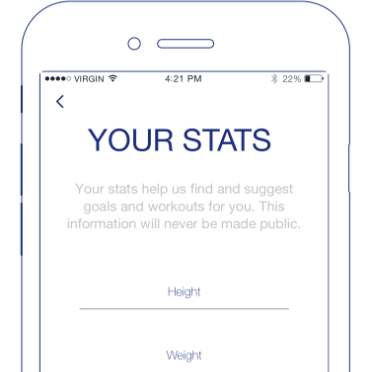 VIRGIN 4:21 PM 22%
YOUR STATS
Your stats help us find and suggest
goals and workouts for you. This
information will never be made public.
Height
Weight